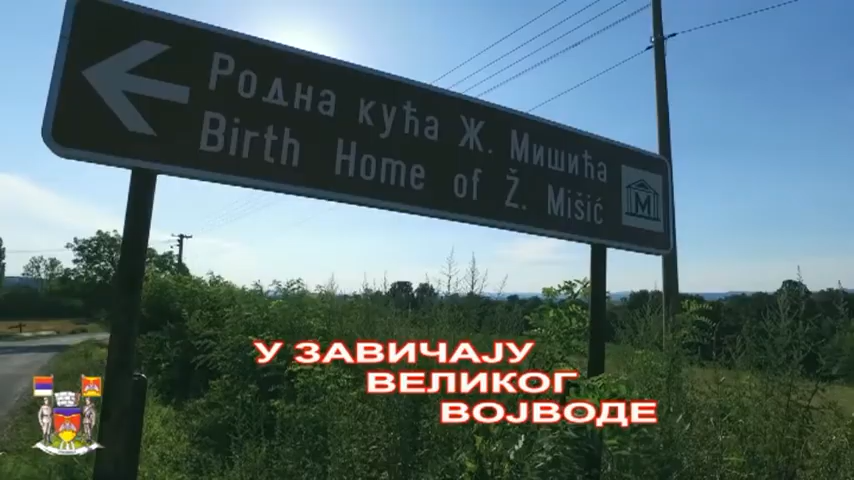 Родна кућа Ж. Мишића
Birth Home of Ž. Mišić
M
У ЗАВИЧАЈУ
ВЕЛИКОГ
ВОЈВОДЕ